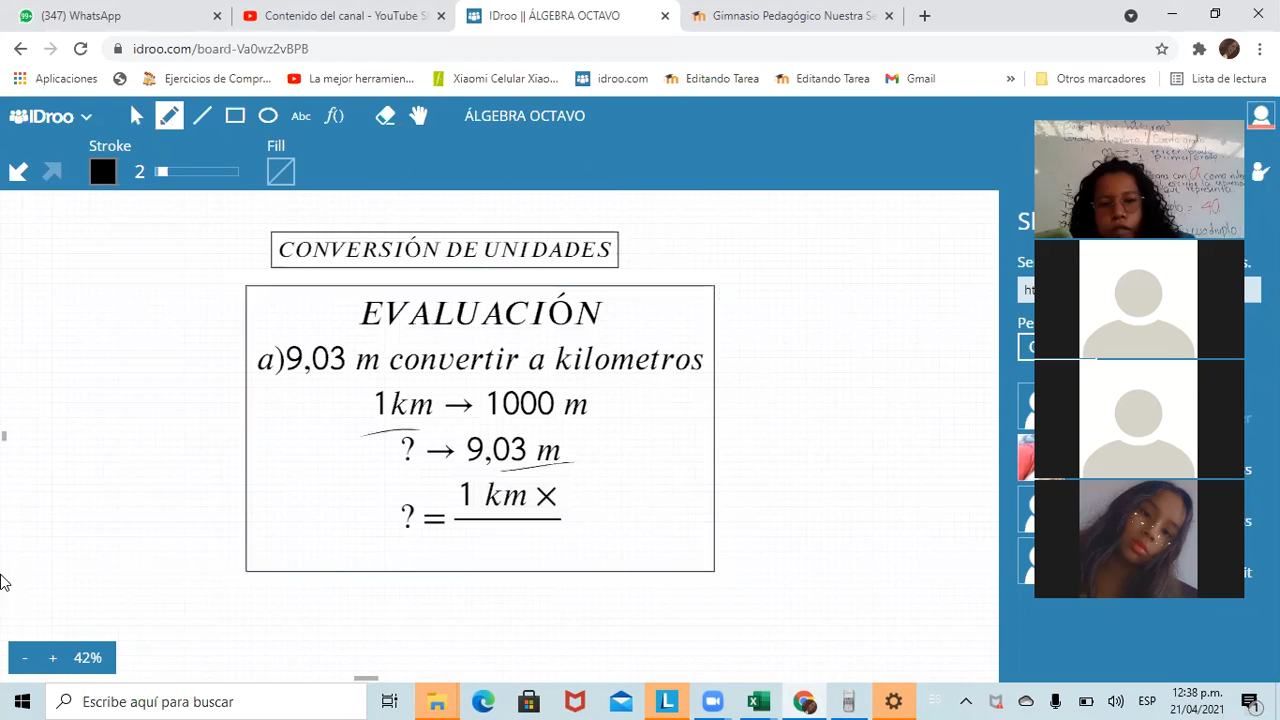 (347) WhatsApp
Contenido del canal - YouTube S
IDroo || ÁLGEBRA OCTAVO
Gimnasio Pedagógico Nuestra Se
idroo.com/board-Va0wz2vBPB
Aplicaciones
Ejercicios de Compr...
La mejor herramien...
Xiaomi Celular Xiao...
idroo.com
Editando Tarea
Editando Tarea
Gmail
»
Otros marcadores
Lista de lectura
IDroo
Abc
f()
ÁLGEBRA OCTAVO
Stroke
2
Fill
CONVERSIÓN DE UNIDADES
EVALUACIÓN
a)9,03 m convertir a kilometros
1km → 1000 m
? → 9,03 m
? = 1 km ×
- + 42%
Escribe aquí para buscar
ESP
12:38 p.m.
21/04/2021